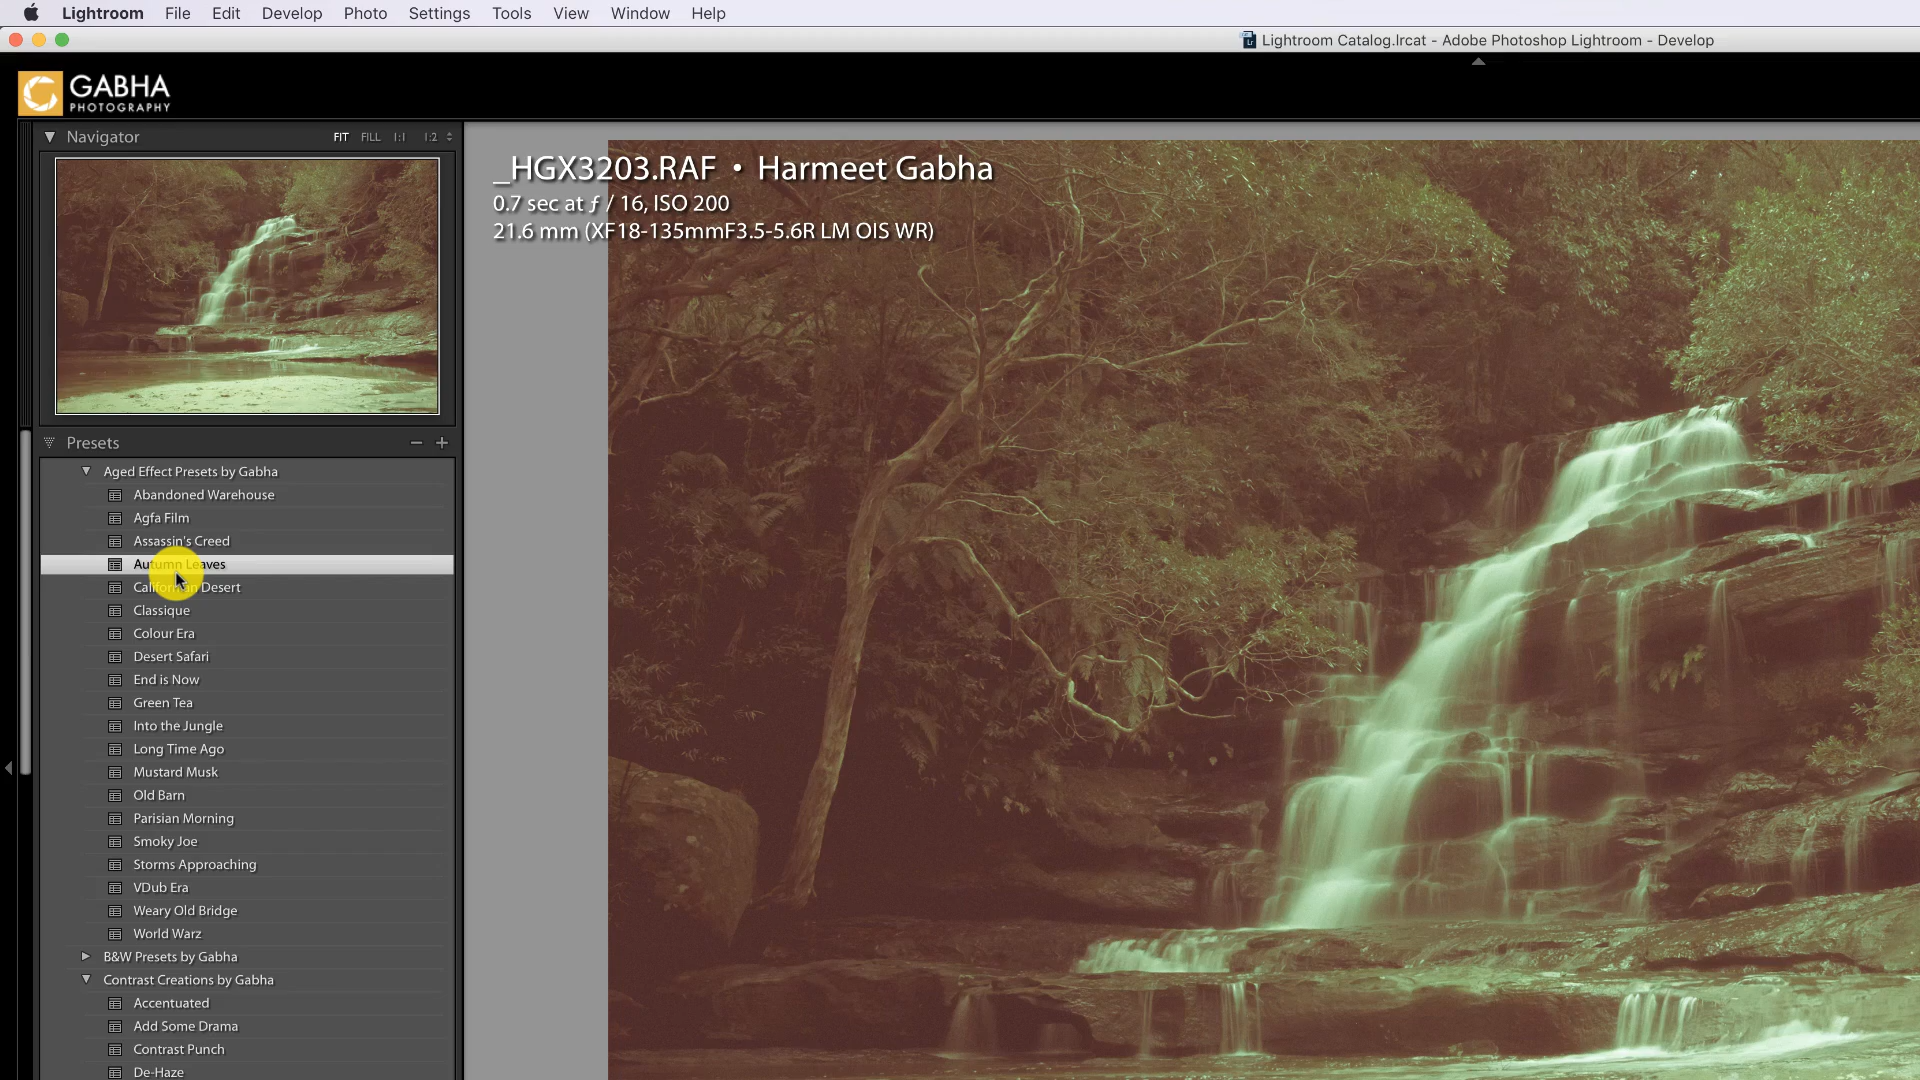 Lightroom File Edit Develop Photo Settings Tools View Window Help
Lightroom Catalog.lrcat - Adobe Photoshop Lightroom - Develop
GABHA
PHOTOGRAPHY
Navigator FIT FILL 1:1 1:2
_HGX3203.RAF • Harmeet Gabha
0.7 sec at ƒ / 16, ISO 200
21.6 mm (XF18-135mmF3.5-5.6R LM OIS WR)
Presets
Aged Effect Presets by Gabha
Abandoned Warehouse
Agfa Film
Assassin's Creed
Autumn Leaves
Californian Desert
Classique
Colour Era
Desert Safari
End is Now
Green Tea
Into the Jungle
Long Time Ago
Mustard Musk
Old Barn
Parisian Morning
Smoky Joe
Storms Approaching
VDub Era
Weary Old Bridge
World Warz
B&W Presets by Gabha
Contrast Creations by Gabha
Accentuated
Add Some Drama
Contrast Punch
De-Haze